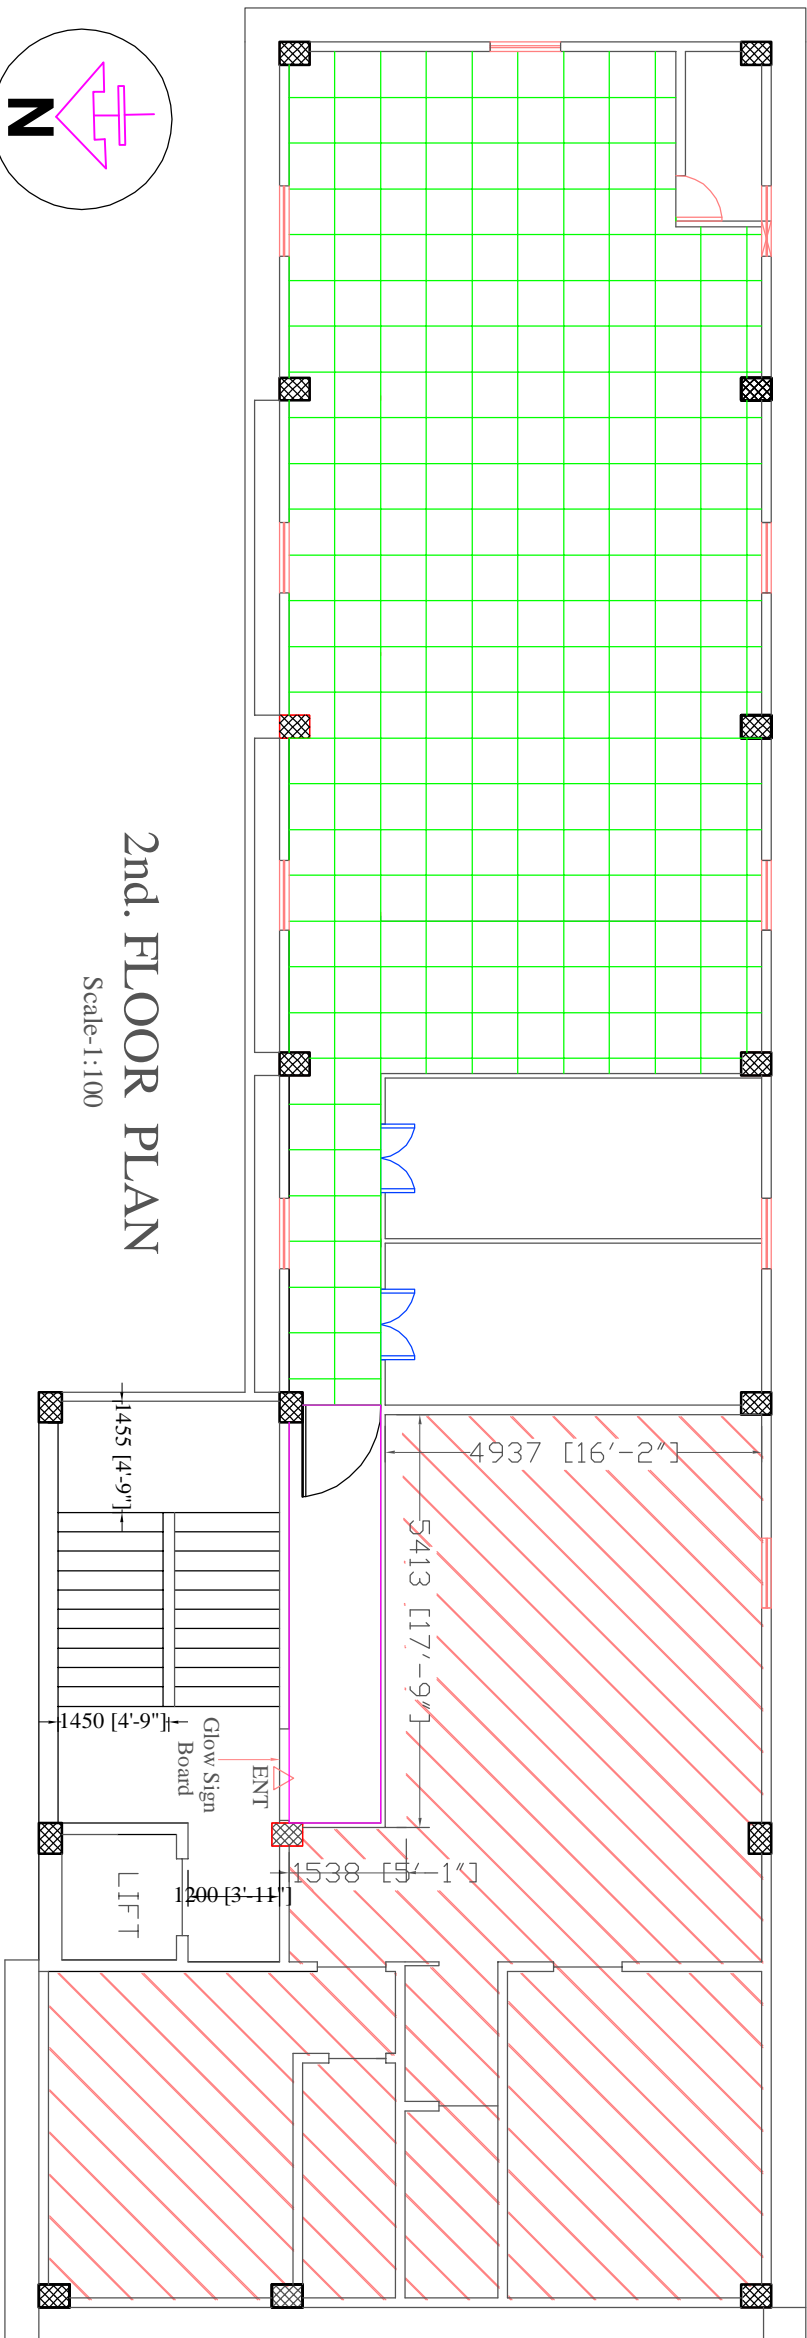 N
2nd. FLOOR PLAN
Scale-1:100
1455 [4'-9"]
4937 [16'-2"]
5413 [17'-9"]
1450 [4'-9"]
Glow Sign
Board
ENT
1538 [5'-1"]
1200 [3'-11"]
LIFT